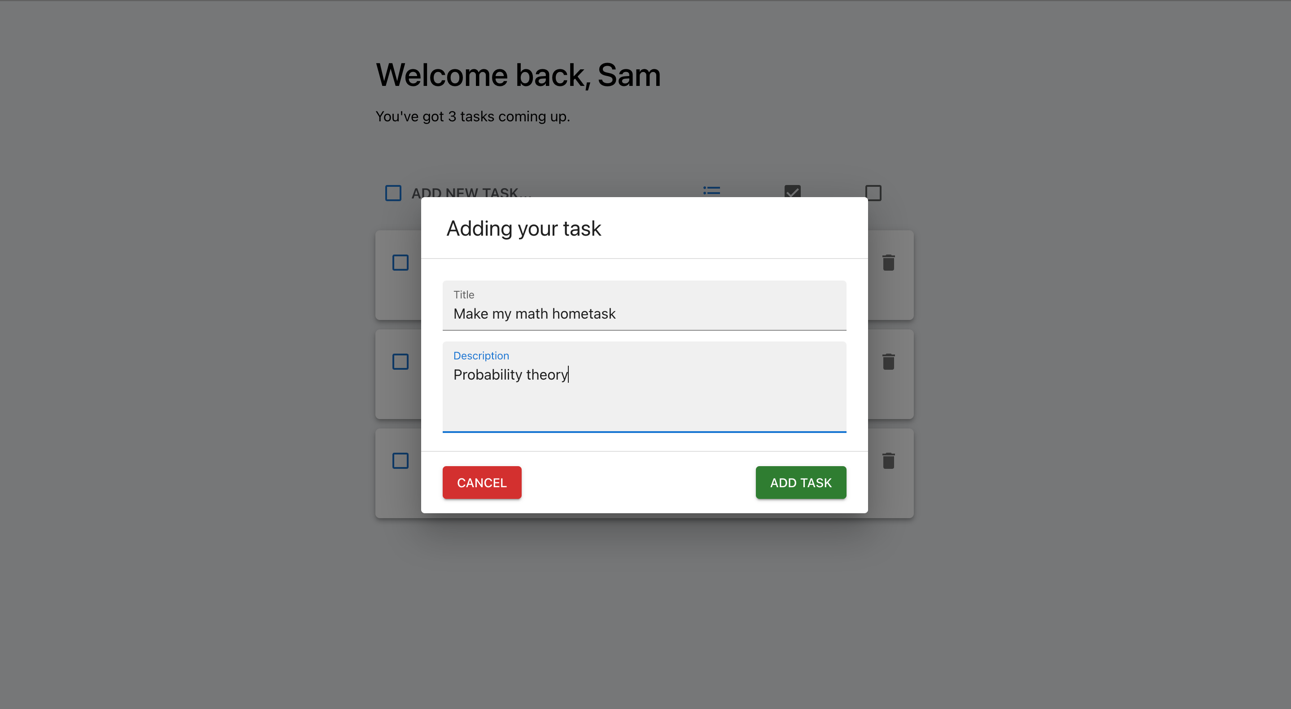 Welcome back, Sam
You've got 3 tasks coming up.
ADD NEW TASK...
Adding your task
Title
Make my math hometask
Description
Probability theory
CANCEL
ADD TASK